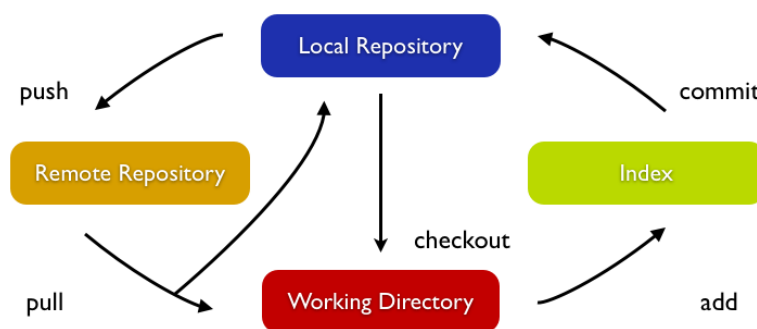 Local Repository
push
commit
Remote Repository
Index
checkout
pull
Working Directory
add